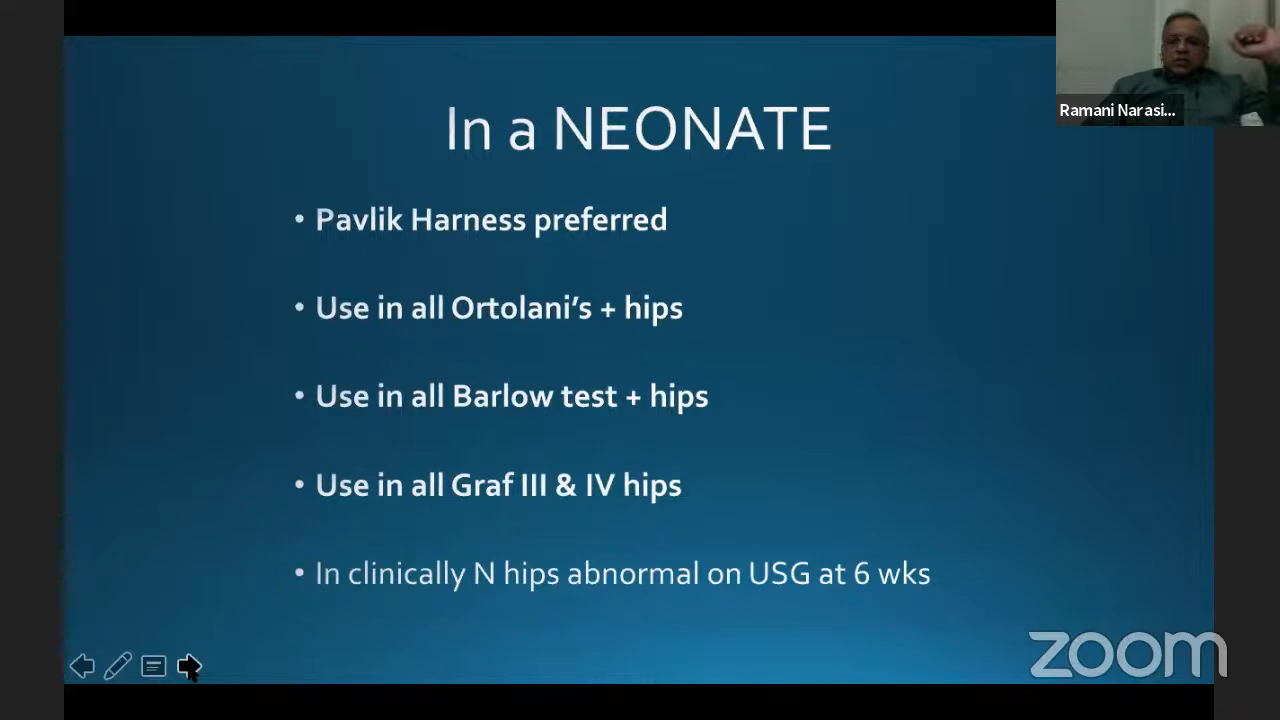 Ramani Narasi...
In a NEONATE
• Pavlik Harness preferred
• Use in all Ortolani's + hips
• Use in all Barlow test + hips
• Use in all Graf III & IV hips
• In clinically N hips abnormal on USG at 6 wks
zoom